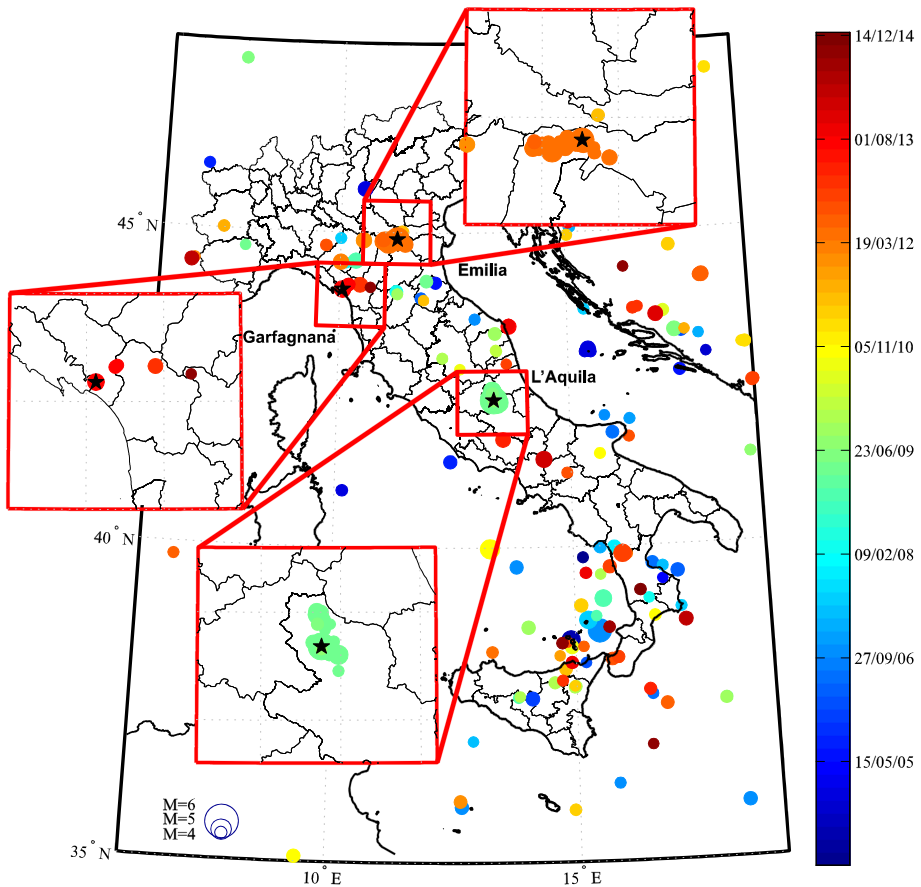 14/12/14
01/08/13
19/03/12
05/11/10
23/06/09
09/02/08
27/09/06
15/05/05
45°N
Emilia
Garfagnana
L'Aquila
40°N
M=6
M=5
M=4
35°N
10°E
15°E